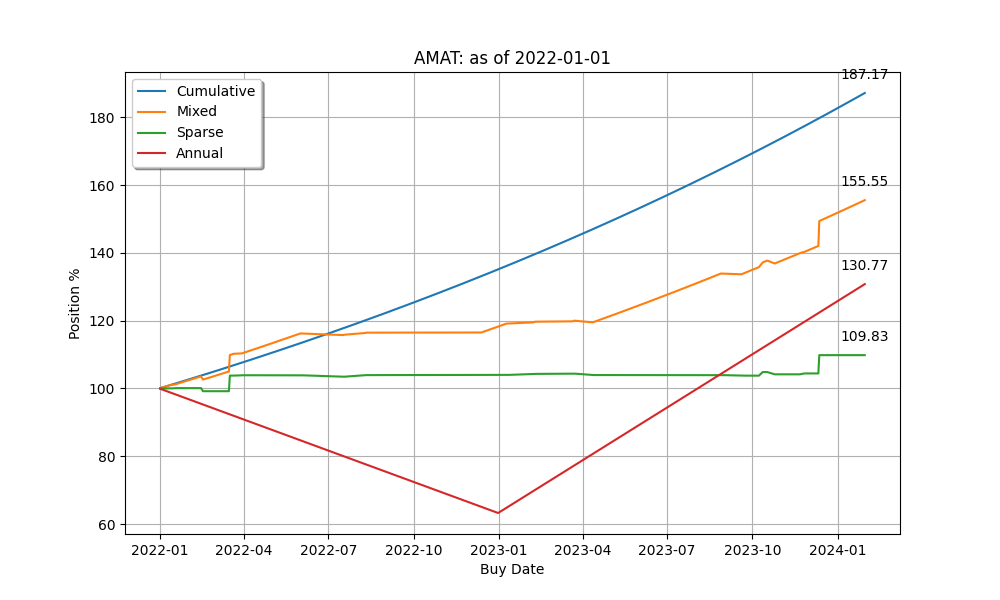 AMAT: as of 2022-01-01
Cumulative
Mixed
Sparse
Annual
187.17
155.55
130.77
109.83
180
160
140
120
100
80
60
Position %
2022-01 2022-04 2022-07 2022-10 2023-01 2023-04 2023-07 2023-10 2024-01
Buy Date